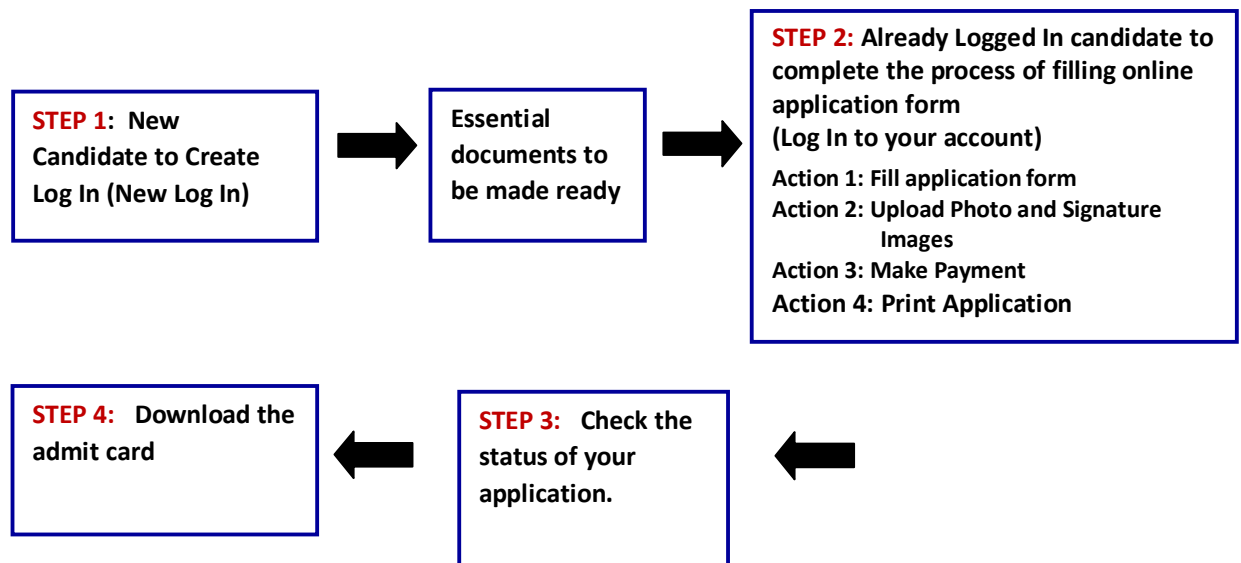 STEP 1: New
Candidate to Create
Log In (New Log In)
Essential
documents to
be made ready
STEP 2: Already Logged In candidate to
complete the process of filling online
application form
(Log In to your account)
Action 1: Fill application form
Action 2: Upload Photo and Signature
Images
Action 3: Make Payment
Action 4: Print Application
STEP 3: Check the
status of your
application.
STEP 4: Download the
admit card